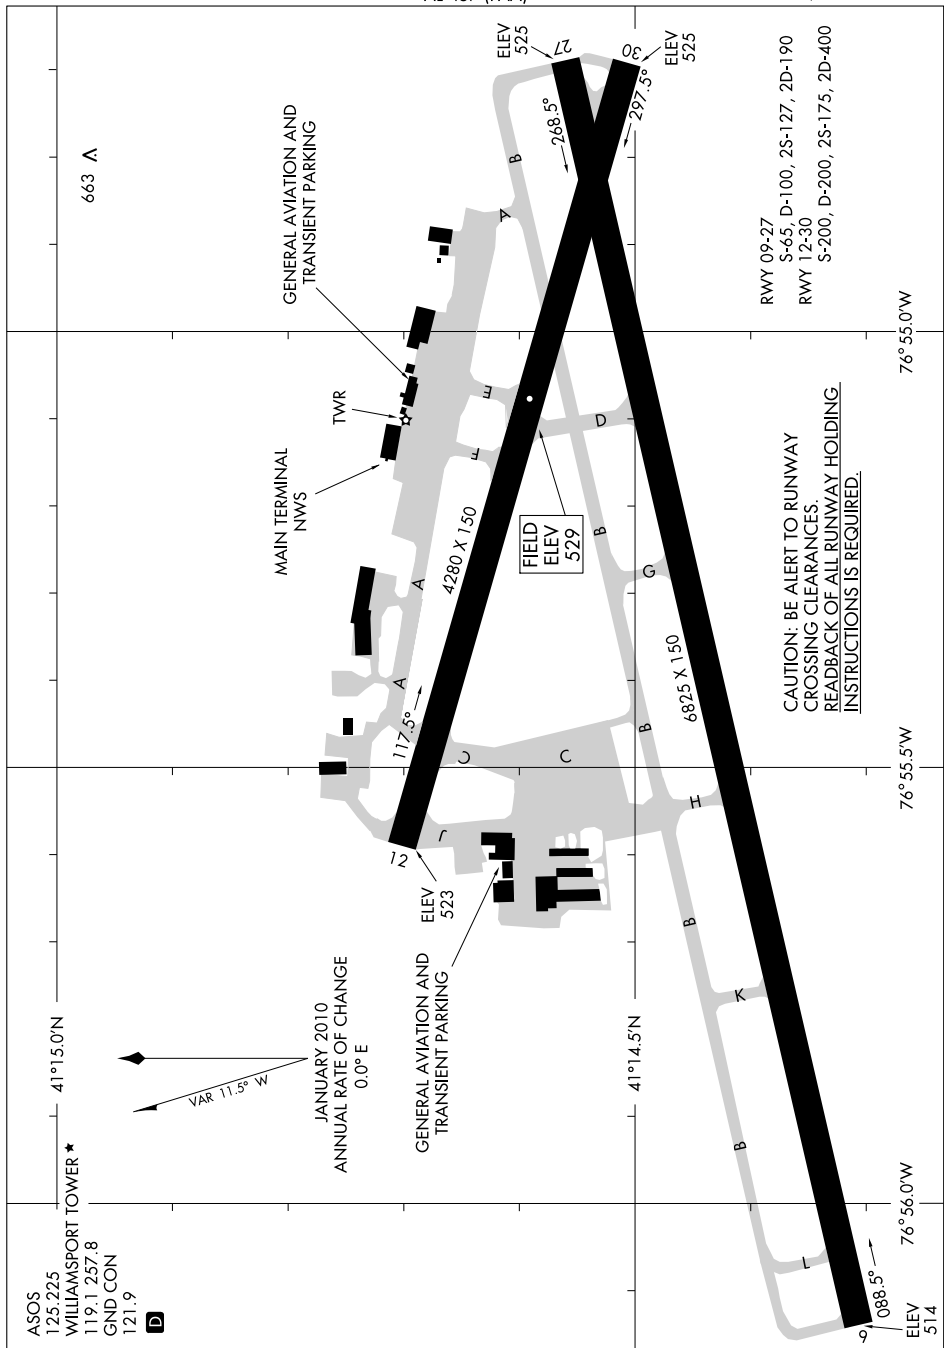 ASOS
125.225
WILLIAMSPORT TOWER ★
119.1 257.8
GND CON
121.9
D
41°15.0'N
VAR 11.5° W
JANUARY 2010
ANNUAL RATE OF CHANGE
0.0° E
663
MAIN TERMINAL
NWS
TWR
GENERAL AVIATION AND
TRANSIENT PARKING
ELEV
525
27
268.5°
30
ELEV
525
297.5°
A
B
A
A
E
F
D
B
G
B
C
C
J
H
B
K
B
L
4280 X 150
117.5°
12
ELEV
523
FIELD
ELEV
529
GENERAL AVIATION AND
TRANSIENT PARKING
41°14.5'N
6825 X 150
088.5°
9
ELEV
514
RWY 09-27
S-65, D-100, 2S-127, 2D-190
RWY 12-30
S-200, D-200, 2S-175, 2D-400
CAUTION: BE ALERT TO RUNWAY
CROSSING CLEARANCES.
READBACK OF ALL RUNWAY HOLDING
INSTRUCTIONS IS REQUIRED.
76°56.0'W
76°55.5'W
76°55.0'W